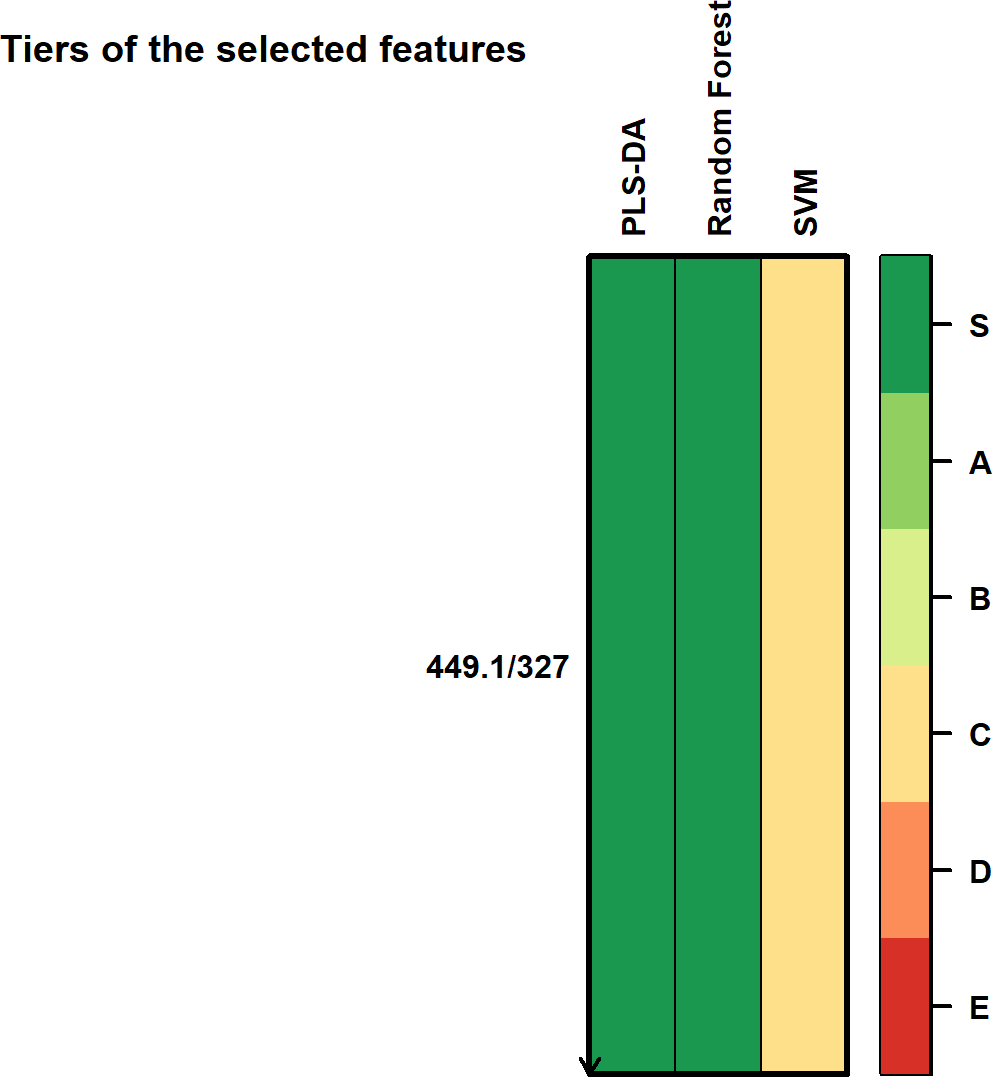 Tiers of the selected features
PLS-DA
Random Forest
SVM
449.1/327
S
A
B
C
D
E